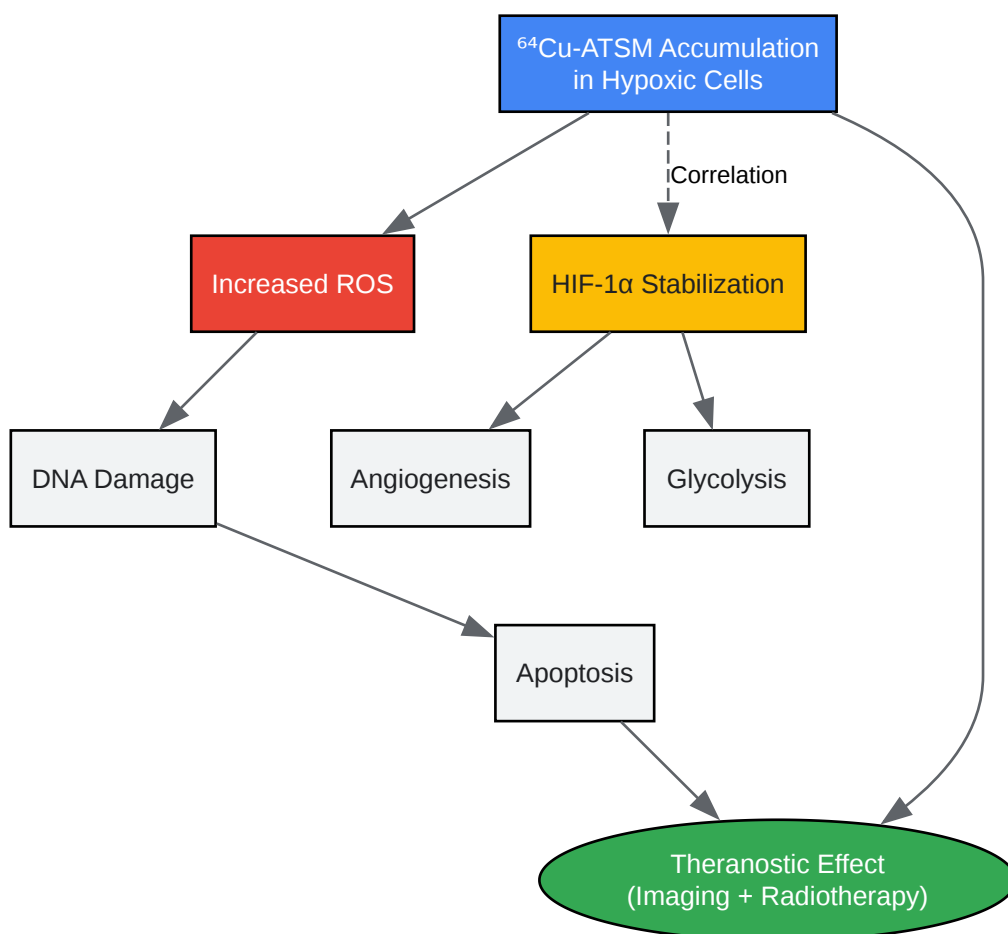 ⁶⁴Cu-ATSM Accumulation
in Hypoxic Cells
Correlation
Increased ROS
HIF-1α Stabilization
DNA Damage
Angiogenesis
Glycolysis
Apoptosis
Theranostic Effect
(Imaging + Radiotherapy)